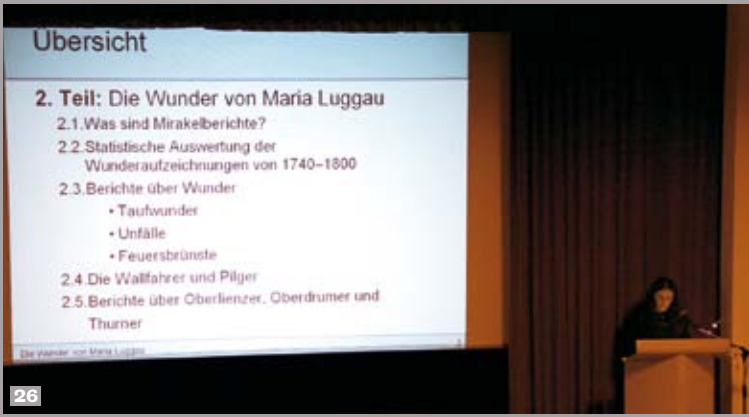 Übersicht
2. Teil: Die Wunder von Maria Luggau
2.1.Was sind Mirakelberichte?
2.2.Statistische Auswertung der
Wunderaufzeichnungen von 1740–1800
2.3.Berichte über Wunder
• Taufwunder
• Unfälle
• Feuersbrünste
2.4.Die Wallfahrer und Pilger
2.5.Berichte über Oberlienzer, Oberdrumer und
Thurner
Die Wunder von Maria Luggau
26